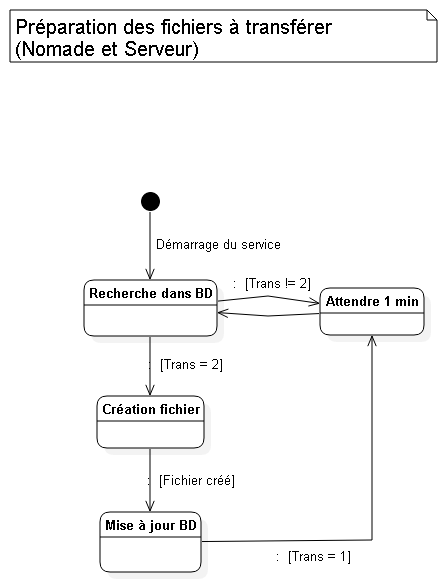 Préparation des fichiers à transférer
(Nomade et Serveur)
Démarrage du service
Recherche dans BD
: [Trans != 2]
Attendre 1 min
: [Trans = 2]
Création fichier
: [Fichier créé]
Mise à jour BD
: [Trans = 1]